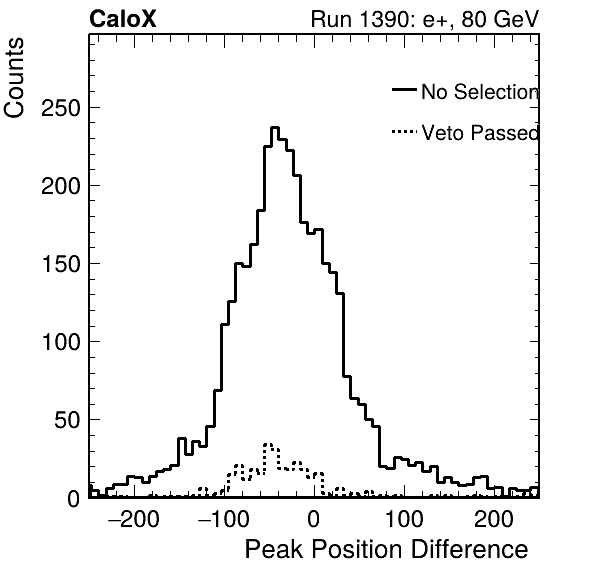 CaloX Run 1390: e+, 80 GeV
Counts
No Selection
Veto Passed
250
200
150
100
50
0
−200 −100 0 100 200
Peak Position Difference